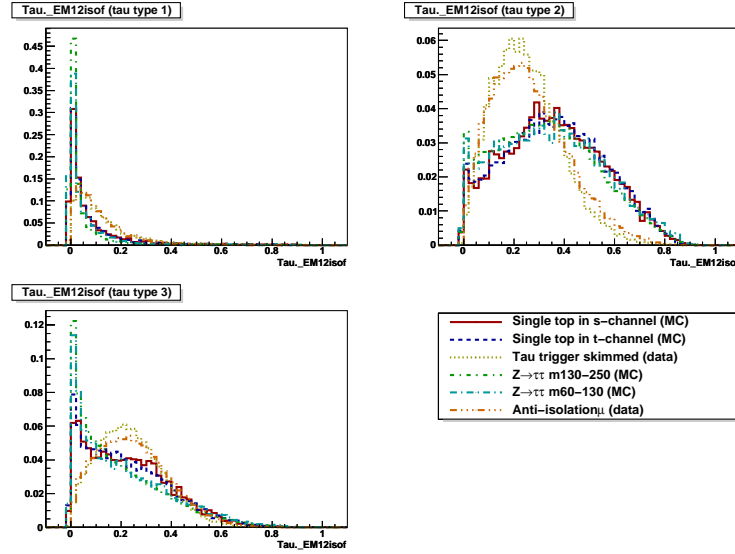 Tau._EM12isof (tau type 1)
0.45
0.4
0.35
0.3
0.25
0.2
0.15
0.1
0.05
0
0 0.2 0.4 0.6 0.8 1
Tau._EM12isof
Tau._EM12isof (tau type 2)
0.06
0.05
0.04
0.03
0.02
0.01
0
0 0.2 0.4 0.6 0.8 1
Tau._EM12isof
Tau._EM12isof (tau type 3)
0.12
0.1
0.08
0.06
0.04
0.02
0
0 0.2 0.4 0.6 0.8 1
Tau._EM12isof
Single top in s−channel (MC)
Single top in t−channel (MC)
Tau trigger skimmed (data)
Z→ττ m130−250 (MC)
Z→ττ m60−130 (MC)
Anti−isolationμ (data)